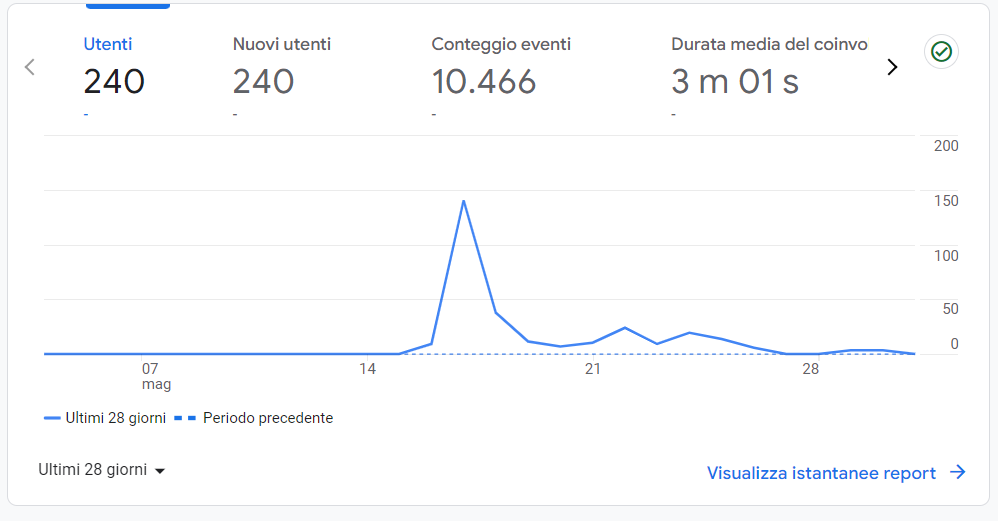 Utenti Nuovi utenti Conteggio eventi Durata media del coinvo
240 240 10.466 3 m 01 s
- - - -
200
150
100
50
0
07 14 21 28
mag
Ultimi 28 giorni Periodo precedente
Ultimi 28 giorni Visualizza istantanee report